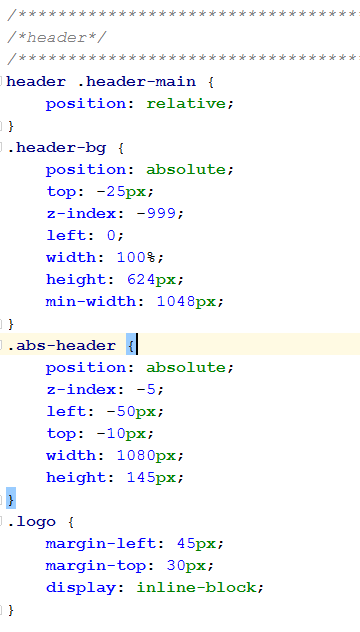 /***********************************
/*header*/
/***********************************
header .header-main {
    position: relative;
}
.header-bg {
    position: absolute;
    top: -25px;
    z-index: -999;
    left: 0;
    width: 100%;
    height: 624px;
    min-width: 1048px;
}
.abs-header {
    position: absolute;
    z-index: -5;
    left: -50px;
    top: -10px;
    width: 1080px;
    height: 145px;
}
.logo {
    margin-left: 45px;
    margin-top: 30px;
    display: inline-block;
}